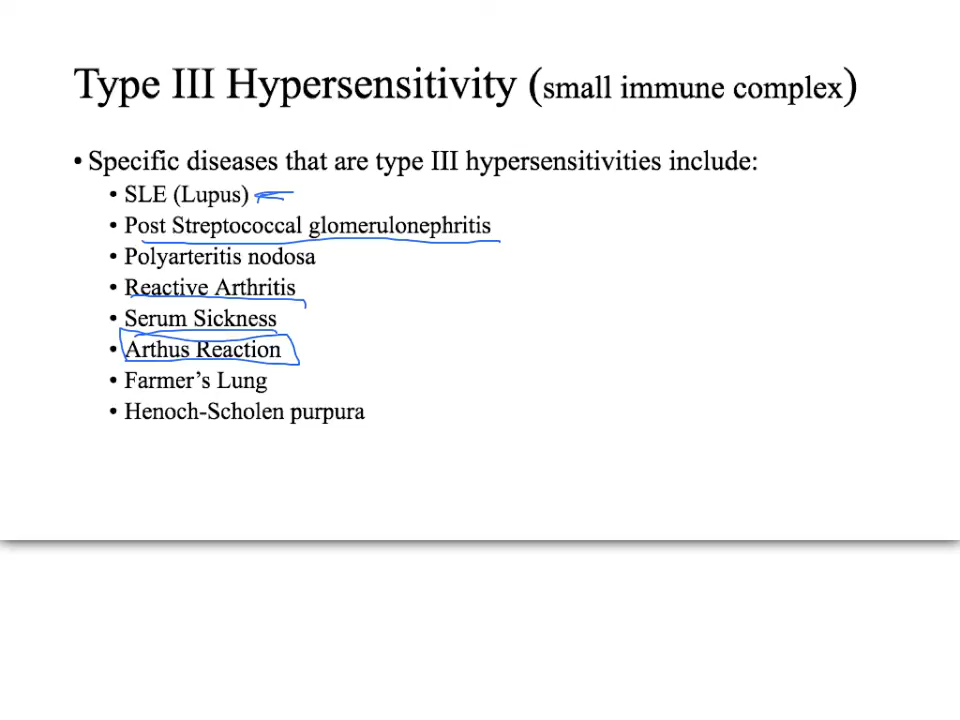 Type III Hypersensitivity (small immune complex)
• Specific diseases that are type III hypersensitivities include:
• SLE (Lupus)
• Post Streptococcal glomerulonephritis
• Polyarteritis nodosa
• Reactive Arthritis
• Serum Sickness
• Arthus Reaction
• Farmer’s Lung
• Henoch-Scholen purpura